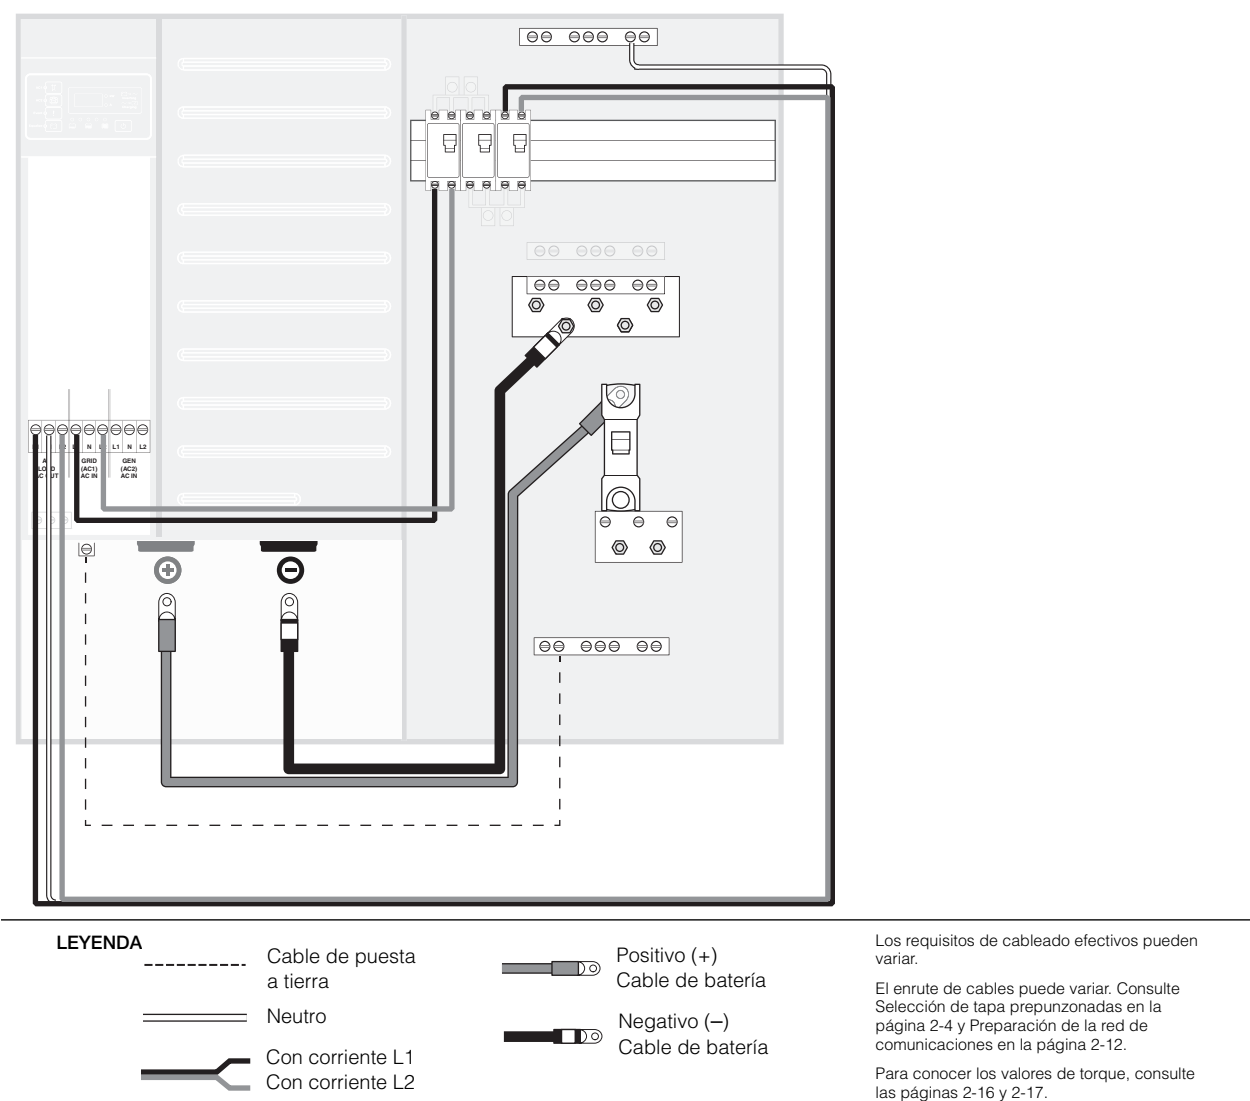 N L1 N L2
GRID GEN
(AC1) (AC2)
AC IN AC IN
LEYENDA
Cable de puesta
a tierra
Neutro
Con corriente L1
Con corriente L2
Positivo (+)
Cable de batería
Negativo (–)
Cable de batería
Los requisitos de cableado efectivos pueden
variar.
El enrute de cables puede variar. Consulte
Selección de tapa prepunzonadas en la
página 2-4 y Preparación de la red de
comunicaciones en la página 2-12.
Para conocer los valores de torque, consulte
las páginas 2-16 y 2-17.